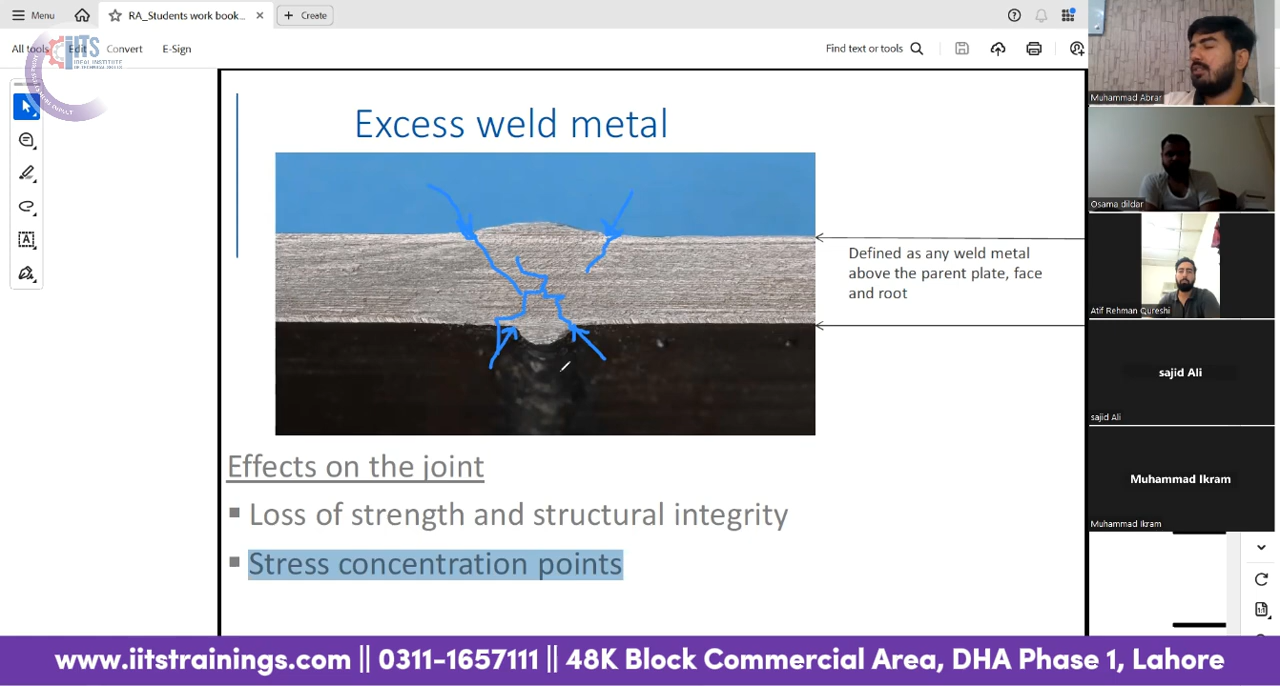 Menu
RA_Students work book...
Create
All tools
Edit
Convert
E-Sign
Find text or tools
iITS
IDEAL INSTITUTE
Excess weld metal
Defined as any weld metal
above the parent plate, face
and root
Effects on the joint
Loss of strength and structural integrity
Stress concentration points
Muhammad Abrar
Osama dildar
Atif Rehman Qureshi
sajid Ali
sajid Ali
Muhammad Ikram
Muhammad Ikram
www.iitstrainings.com || 0311-1657111 || 48K Block Commercial Area, DHA Phase 1, Lahore